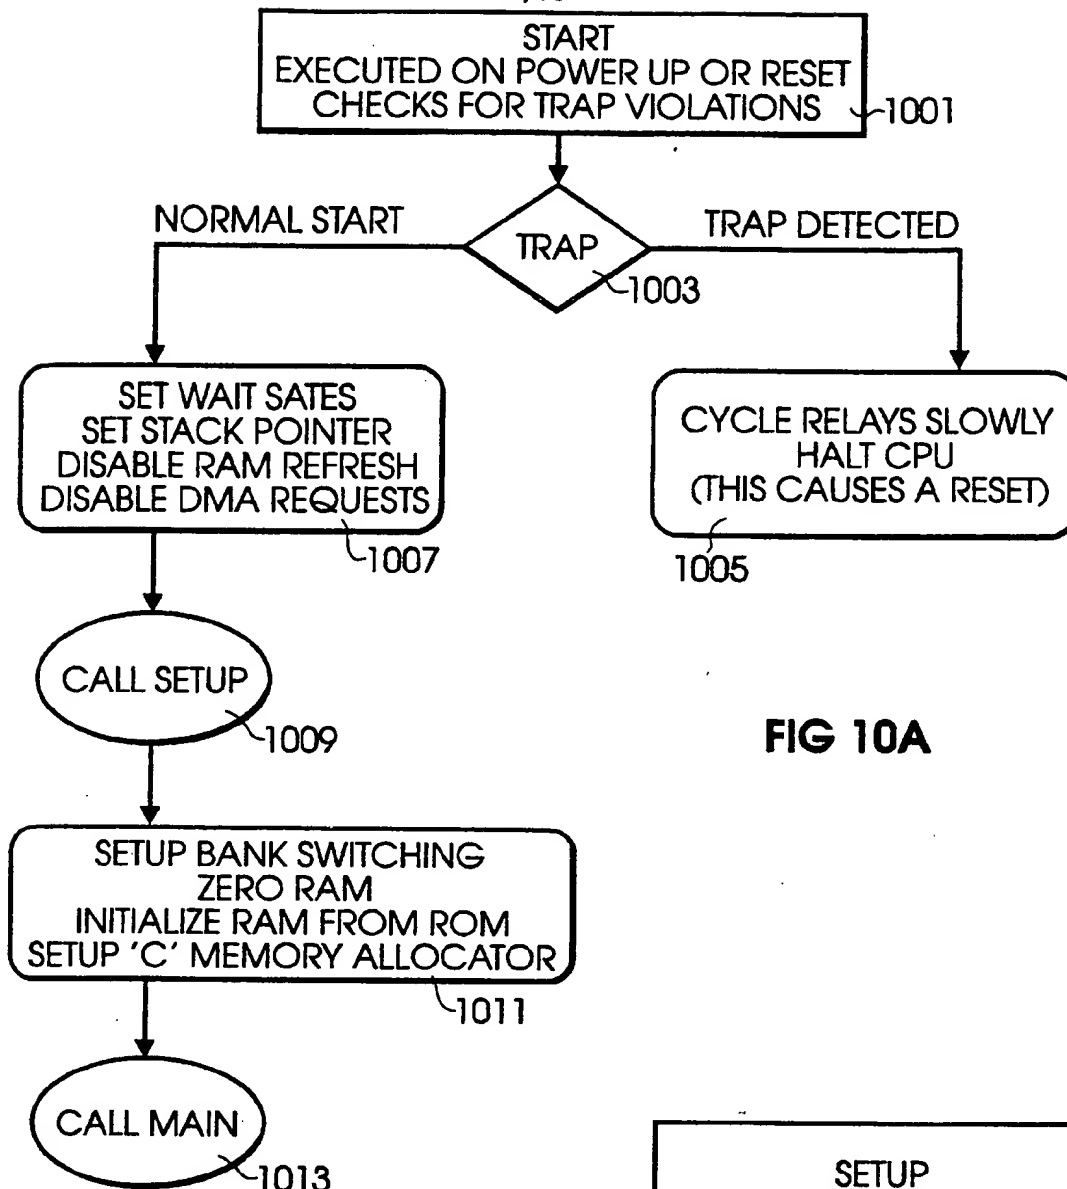 START
EXECUTED ON POWER UP OR RESET
CHECKS FOR TRAP VIOLATIONS
1001
NORMAL START
TRAP
TRAP DETECTED
1003
SET WAIT SATES
SET STACK POINTER
DISABLE RAM REFRESH
DISABLE DMA REQUESTS
1007
CYCLE RELAYS SLOWLY
HALT CPU
(THIS CAUSES A RESET)
1005
CALL SETUP
1009
FIG 10A
SETUP BANK SWITCHING
ZERO RAM
INITIALIZE RAM FROM ROM
SETUP 'C' MEMORY ALLOCATOR
1011
CALL MAIN
1013
SETUP